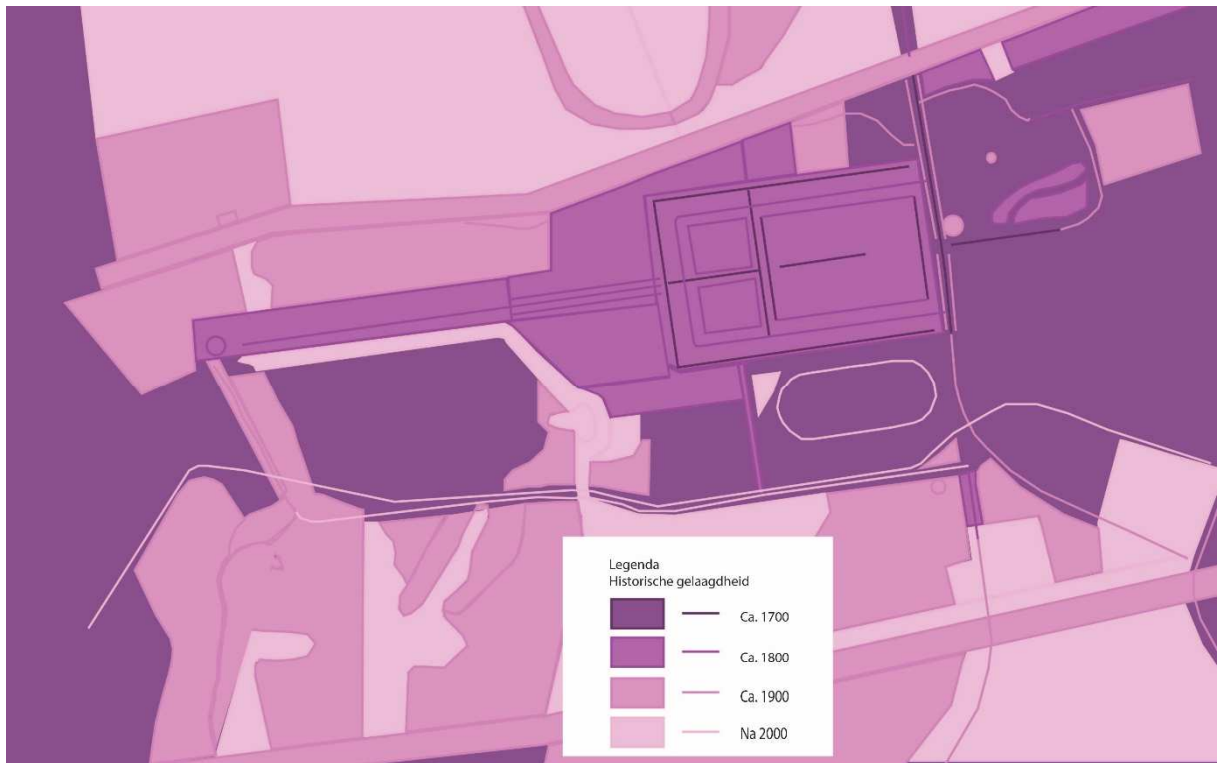 Legenda
Historische gelaagdheid
Ca. 1700
Ca. 1800
Ca. 1900
Na 2000